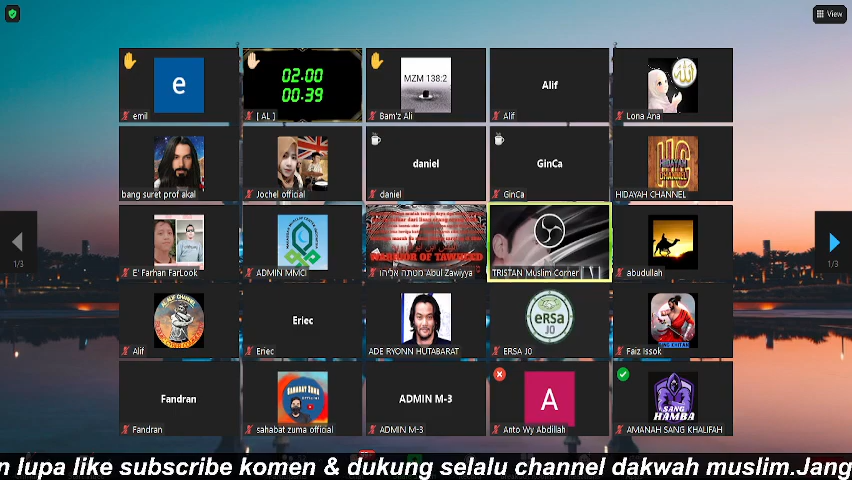 View
e
emil
02.00
00.39
[ AL ]
MZM 138:2
Bam'z Ali
Alif
Alif
Lona Ana
bang suret prof akal
Jochel official
daniel
daniel
GinCa
GinCa
HIDAYAH CHANNEL
HIDAYAH CHANNEL
E' Farhan FarLook
ADMIN MMCI
WARRIOR OF TAWHEED
Abul Zawiyya
TRISTAN Muslim Corner
abudullah
1/3
1/3
Alif
Eriec
Eriec
ADE RYONN HUTABARAT
eRSa
JO
ERSA JO
Faiz Issok
Fandran
Fandran
sahabat zuma official
ADMIN M-3
ADMIN M-3
A
Anto Wy Abdillah
SANG
HAMBA
AMANAH SANG KHALIFAH
n lupa like subscribe komen & dukung selalu channel dakwah muslim.Jang